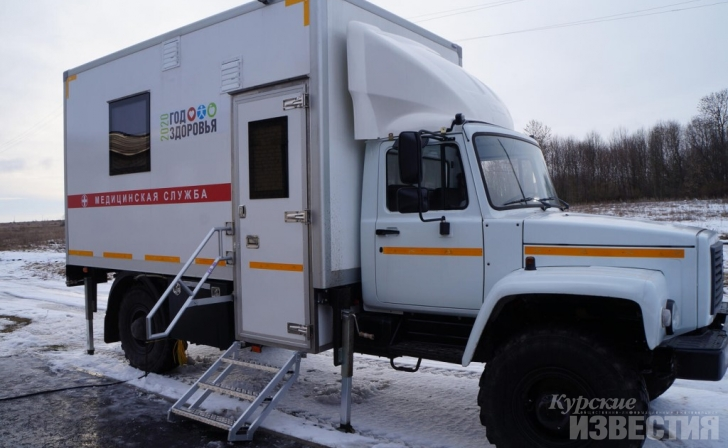 2020 ГОД
ЗДОРОВЬЯ
МЕДИЦИНСКАЯ СЛУЖБА
Курские
ИЗВЕСТИЯ